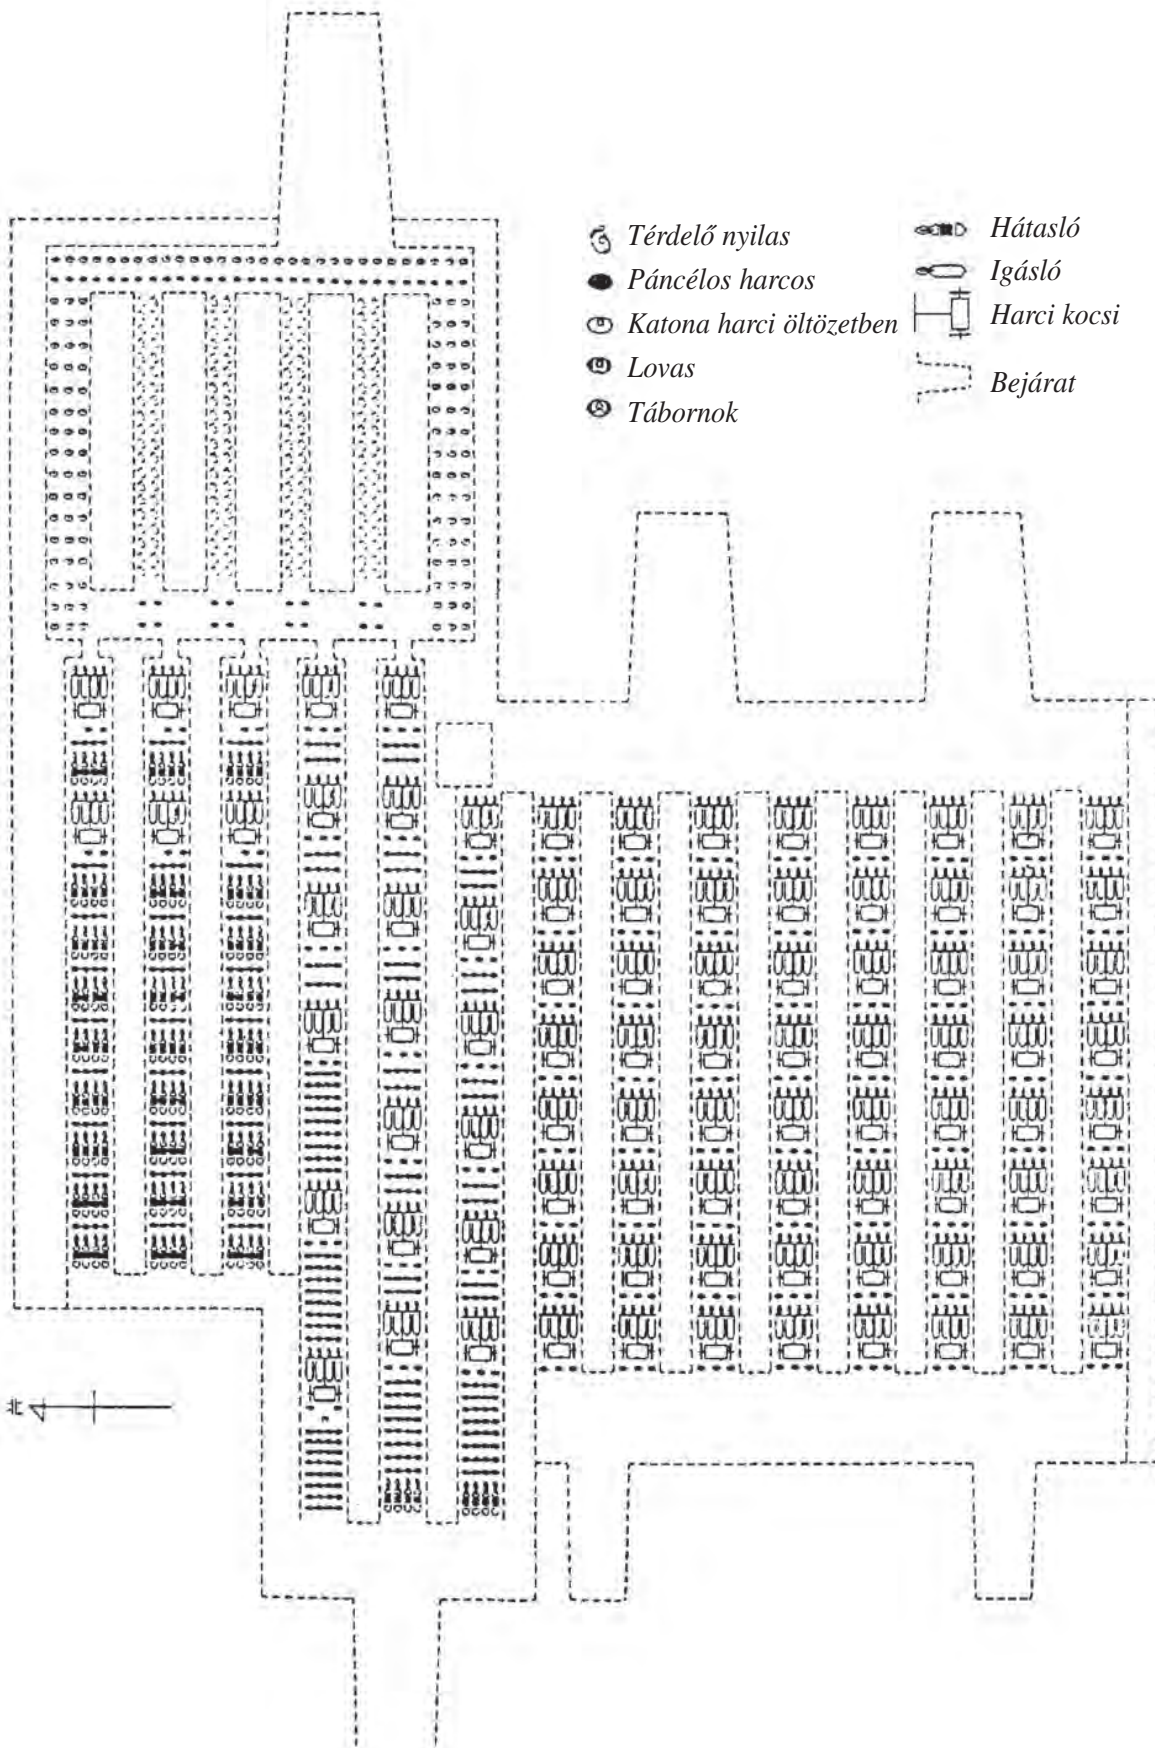 Térdelő nyilas
Páncélos harcos
Katona harci öltözetben
Lovas
Tábornok
Hátasló
Igásló
Harci kocsi
Bejárat
北